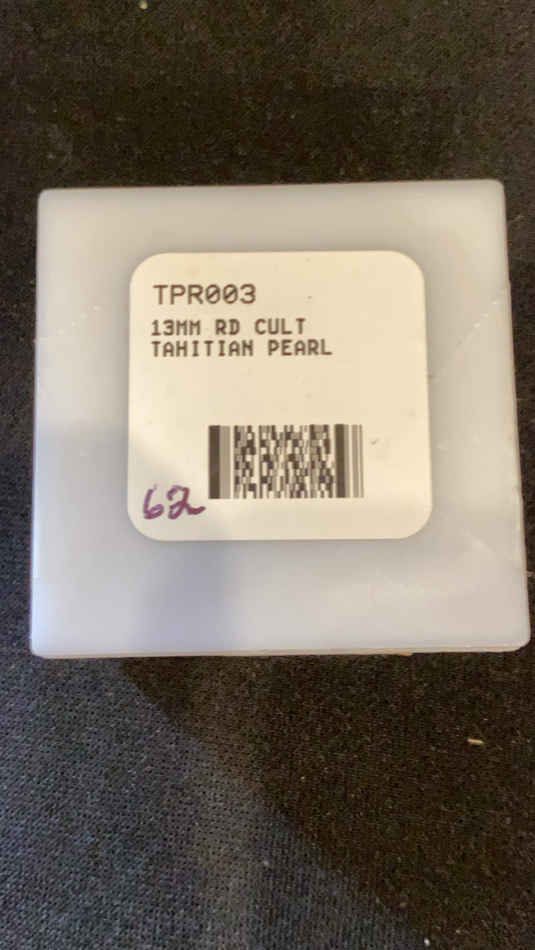 TPR003
13MM RD CULT
TAHITIAN PEARL
62